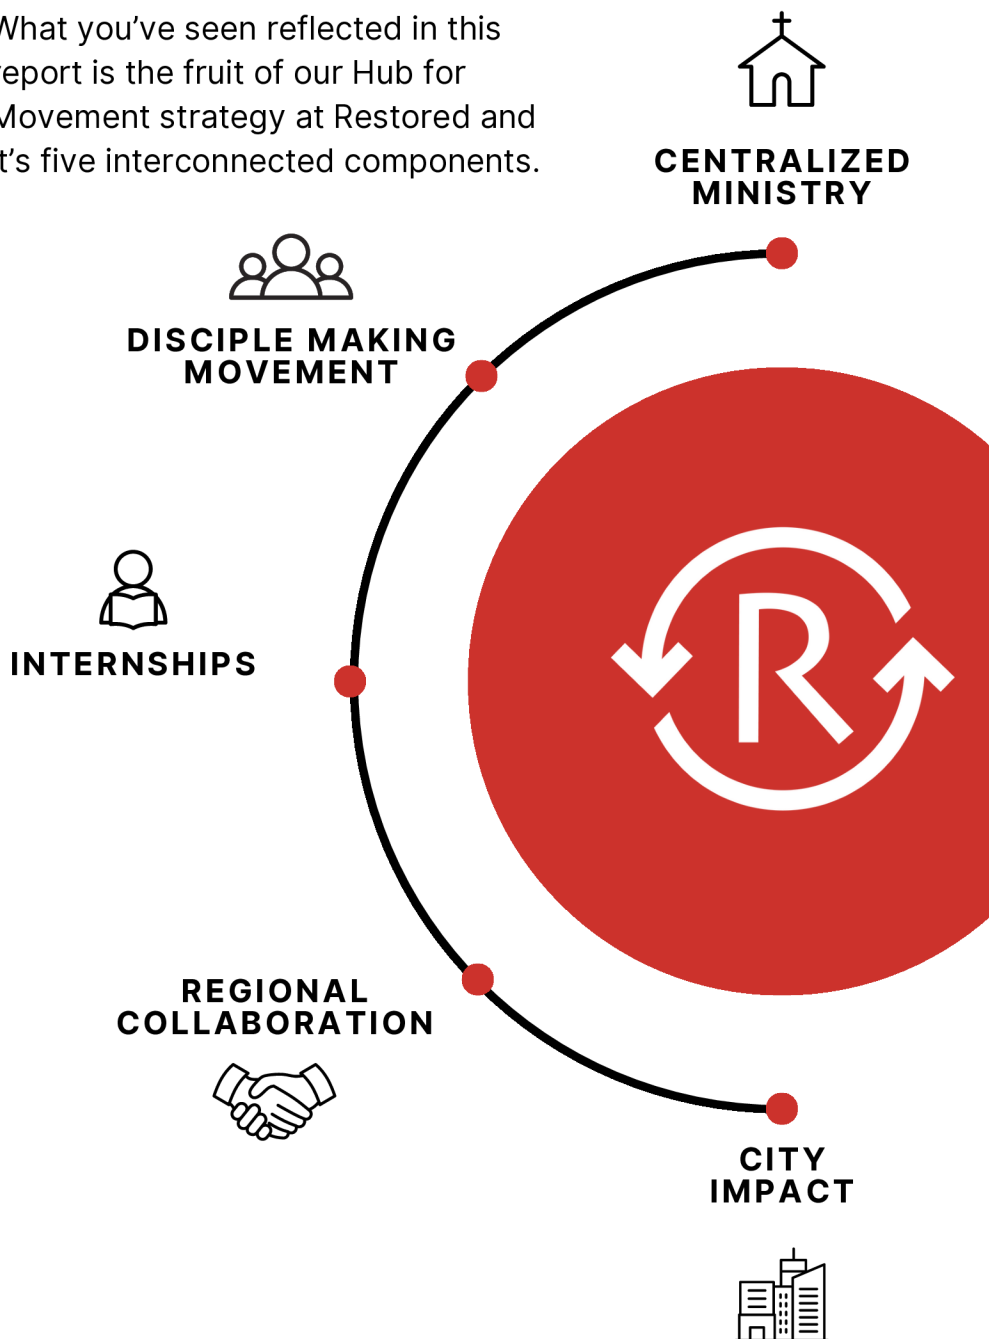 What you’ve seen reflected in this
report is the fruit of our Hub for
Movement strategy at Restored and
it’s five interconnected components.
CENTRALIZED
MINISTRY
DISCIPLE MAKING
MOVEMENT
INTERNSHIPS
R
REGIONAL
COLLABORATION
CITY
IMPACT